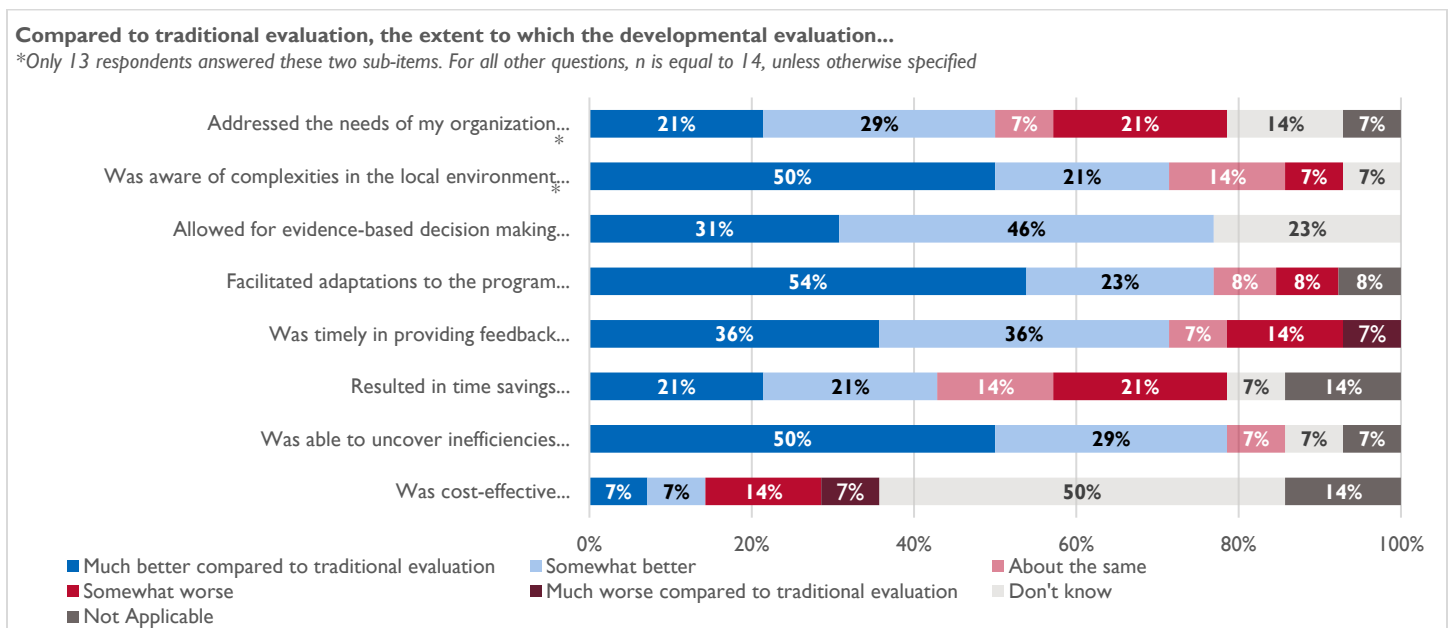 Compared to traditional evaluation, the extent to which the developmental evaluation...
*Only 13 respondents answered these two sub-items. For all other questions, n is equal to 14, unless otherwise specified
Addressed the needs of my organization... 21% 29% 7% 21% 14% 7%
*
Was aware of complexities in the local environment... 50% 21% 14% 7% 7%
*
Allowed for evidence-based decision making... 31% 46% 23%
Facilitated adaptations to the program... 54% 23% 8% 8% 8%
Was timely in providing feedback... 36% 36% 7% 14% 7%
Resulted in time savings... 21% 21% 14% 21% 7% 14%
Was able to uncover inefficiencies... 50% 29% 7% 7% 7%
Was cost-effective... 7% 7% 14% 7% 50% 14%
0% 20% 40% 60% 80% 100%
Much better compared to traditional evaluation Somewhat better About the same
Somewhat worse Much worse compared to traditional evaluation Don't know
Not Applicable